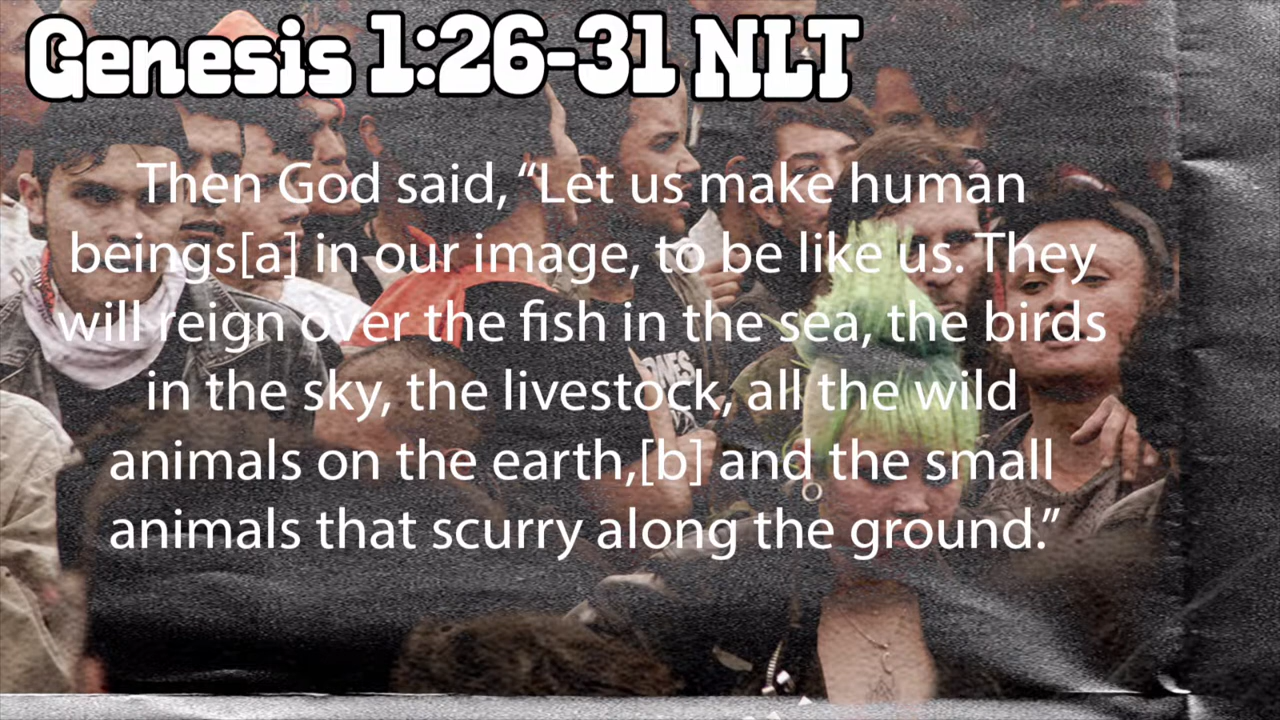 Genesis 1:26-31 NLT
Then God said, “Let us make human
beings[a] in our image, to be like us. They
will reign over the fish in the sea, the birds
in the sky, the livestock, all the wild
animals on the earth,[b] and the small
animals that scurry along the ground.”